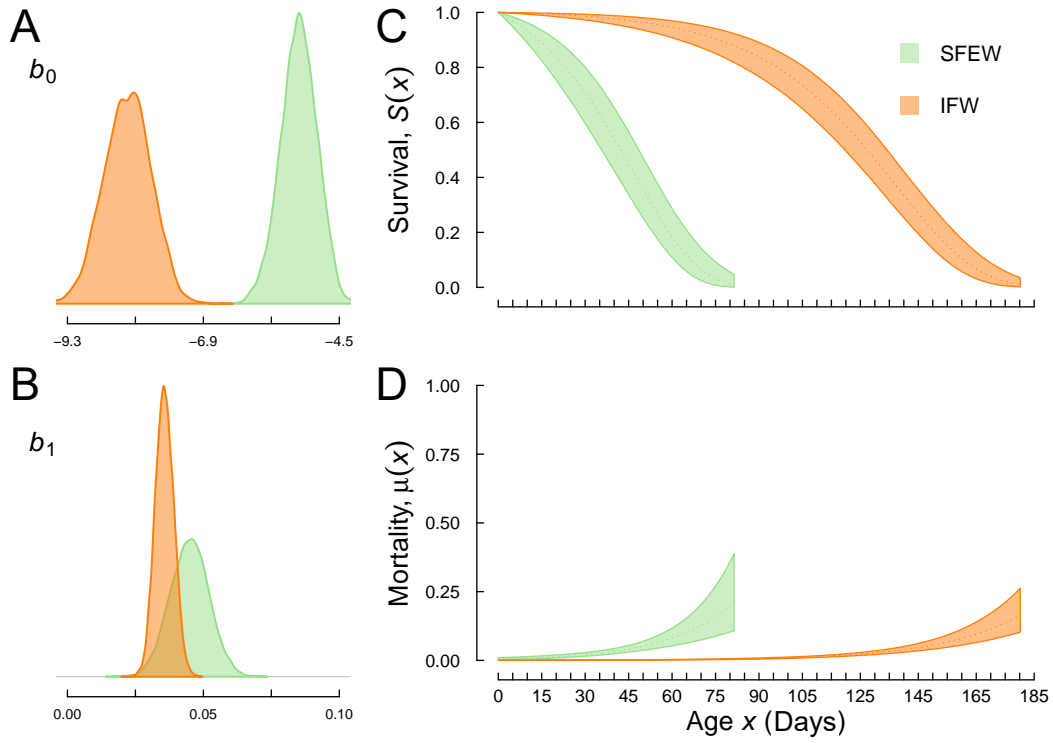 A
b0
−9.3 −6.9 −4.5
B
b1
0.00 0.05 0.10
C
Survival, S(x)
1.0
0.8
0.6
0.4
0.2
0.0
SFEW
IFW
D
Mortality, μ(x)
1.00
0.75
0.50
0.25
0.00
0 15 30 45 60 75 90 105 125 145 165 185
Age x (Days)